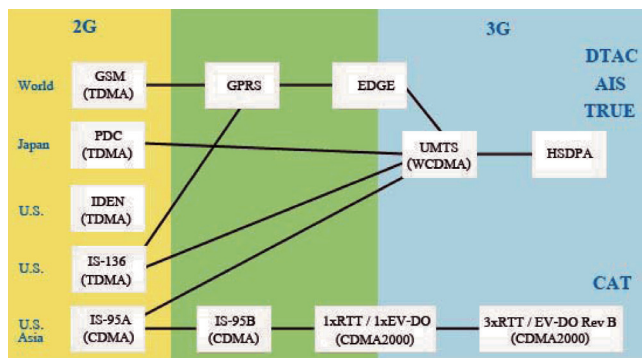 2G
3G
DTAC
AIS
TRUE
World
GSM
(TDMA)
GPRS
EDGE
Japan
PDC
(TDMA)
UMTS
(WCDMA)
HSDPA
U.S.
IDEN
(TDMA)
U.S.
IS-136
(TDMA)
CAT
U.S.
Asia
IS-95A
(CDMA)
IS-95B
(CDMA)
1xRTT / 1xEV-DO
(CDMA2000)
3xRTT / EV-DO Rev B
(CDMA2000)